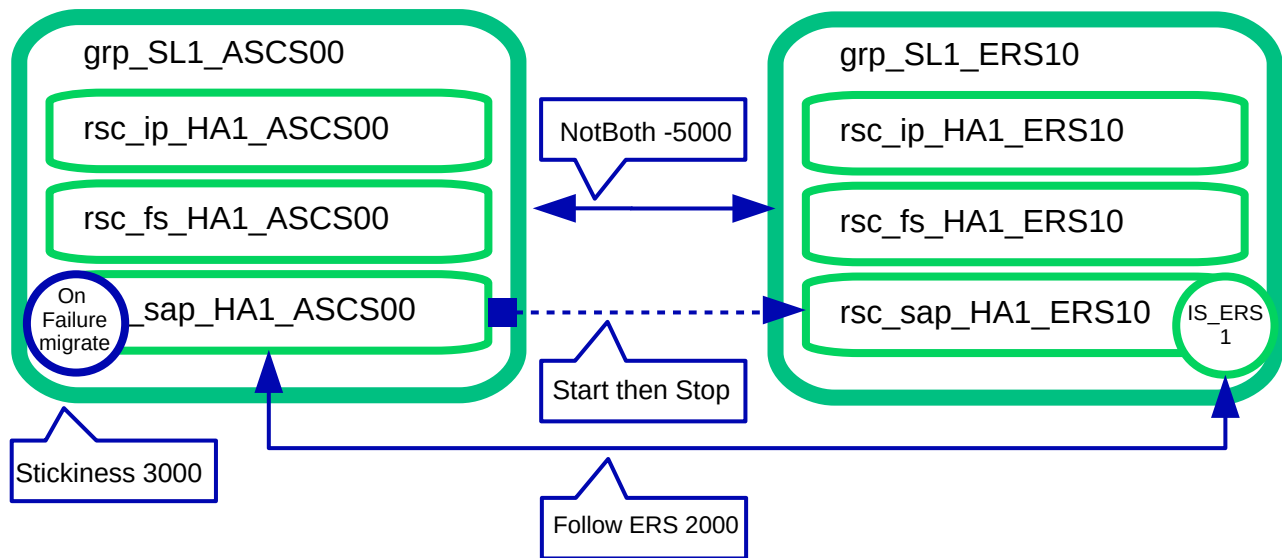 grp_SL1_ASCS00
rsc_ip_HA1_ASCS00
rsc_fs_HA1_ASCS00
_sap_HA1_ASCS00
On
Failure
migrate
Stickiness 3000
NotBoth -5000
Start then Stop
Follow ERS 2000
grp_SL1_ERS10
rsc_ip_HA1_ERS10
rsc_fs_HA1_ERS10
rsc_sap_HA1_ERS10
IS_ERS
1